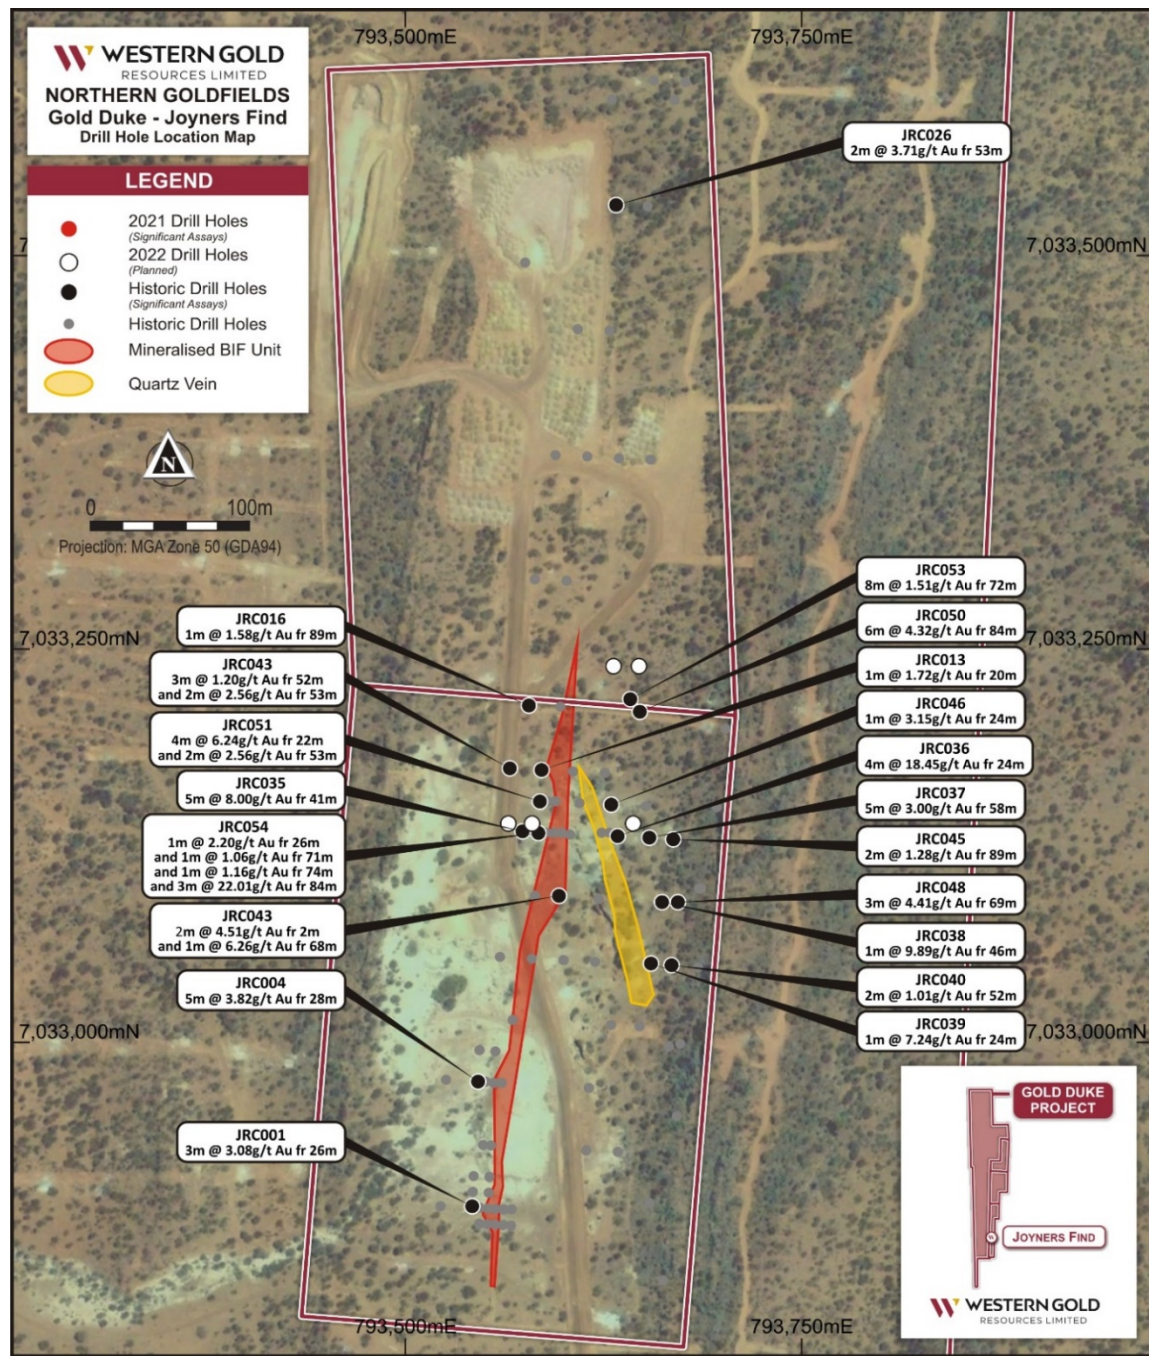 793,500mE
793,750mE
WESTERN GOLD
RESOURCES LIMITED
NORTHERN GOLDFIELDS
Gold Duke - Joyners Find
Drill Hole Location Map
LEGEND
2021 Drill Holes
(Significant Assays)
2022 Drill Holes
(Planned)
Historic Drill Holes
(Significant Assays)
Historic Drill Holes
Mineralised BIF Unit
Quartz Vein
N
0 100m
Projection: MGA Zone 50 (GDA94)
JRC026
2m @ 3.71g/t Au fr 53m
7,033,500mN
7,033,250mN
7,033,250mN
JRC016
1m @ 1.58g/t Au fr 89m
JRC043
3m @ 1.20g/t Au fr 52m
and 2m @ 2.56g/t Au fr 53m
JRC051
4m @ 6.24g/t Au fr 22m
and 2m @ 2.56g/t Au fr 53m
JRC035
5m @ 8.00g/t Au fr 41m
JRC054
1m @ 2.20g/t Au fr 26m
and 1m @ 1.06g/t Au fr 71m
and 1m @ 1.16g/t Au fr 74m
and 3m @ 22.01g/t Au fr 84m
JRC043
2m @ 4.51g/t Au fr 2m
and 1m @ 6.26g/t Au fr 68m
JRC004
5m @ 3.82g/t Au fr 28m
7,033,000mN
JRC001
3m @ 3.08g/t Au fr 26m
JRC053
8m @ 1.51g/t Au fr 72m
JRC050
6m @ 4.32g/t Au fr 84m
JRC013
1m @ 1.72g/t Au fr 20m
JRC046
1m @ 3.15g/t Au fr 24m
JRC036
4m @ 18.45g/t Au fr 24m
JRC037
5m @ 3.00g/t Au fr 58m
JRC045
2m @ 1.28g/t Au fr 89m
JRC048
3m @ 4.41g/t Au fr 69m
JRC038
1m @ 9.89g/t Au fr 46m
JRC040
2m @ 1.01g/t Au fr 52m
JRC039
1m @ 7.24g/t Au fr 24m
7,033,000mN
GOLD DUKE
PROJECT
JOYNERS FIND
WESTERN GOLD
RESOURCES LIMITED
793,500mE
793,750mE